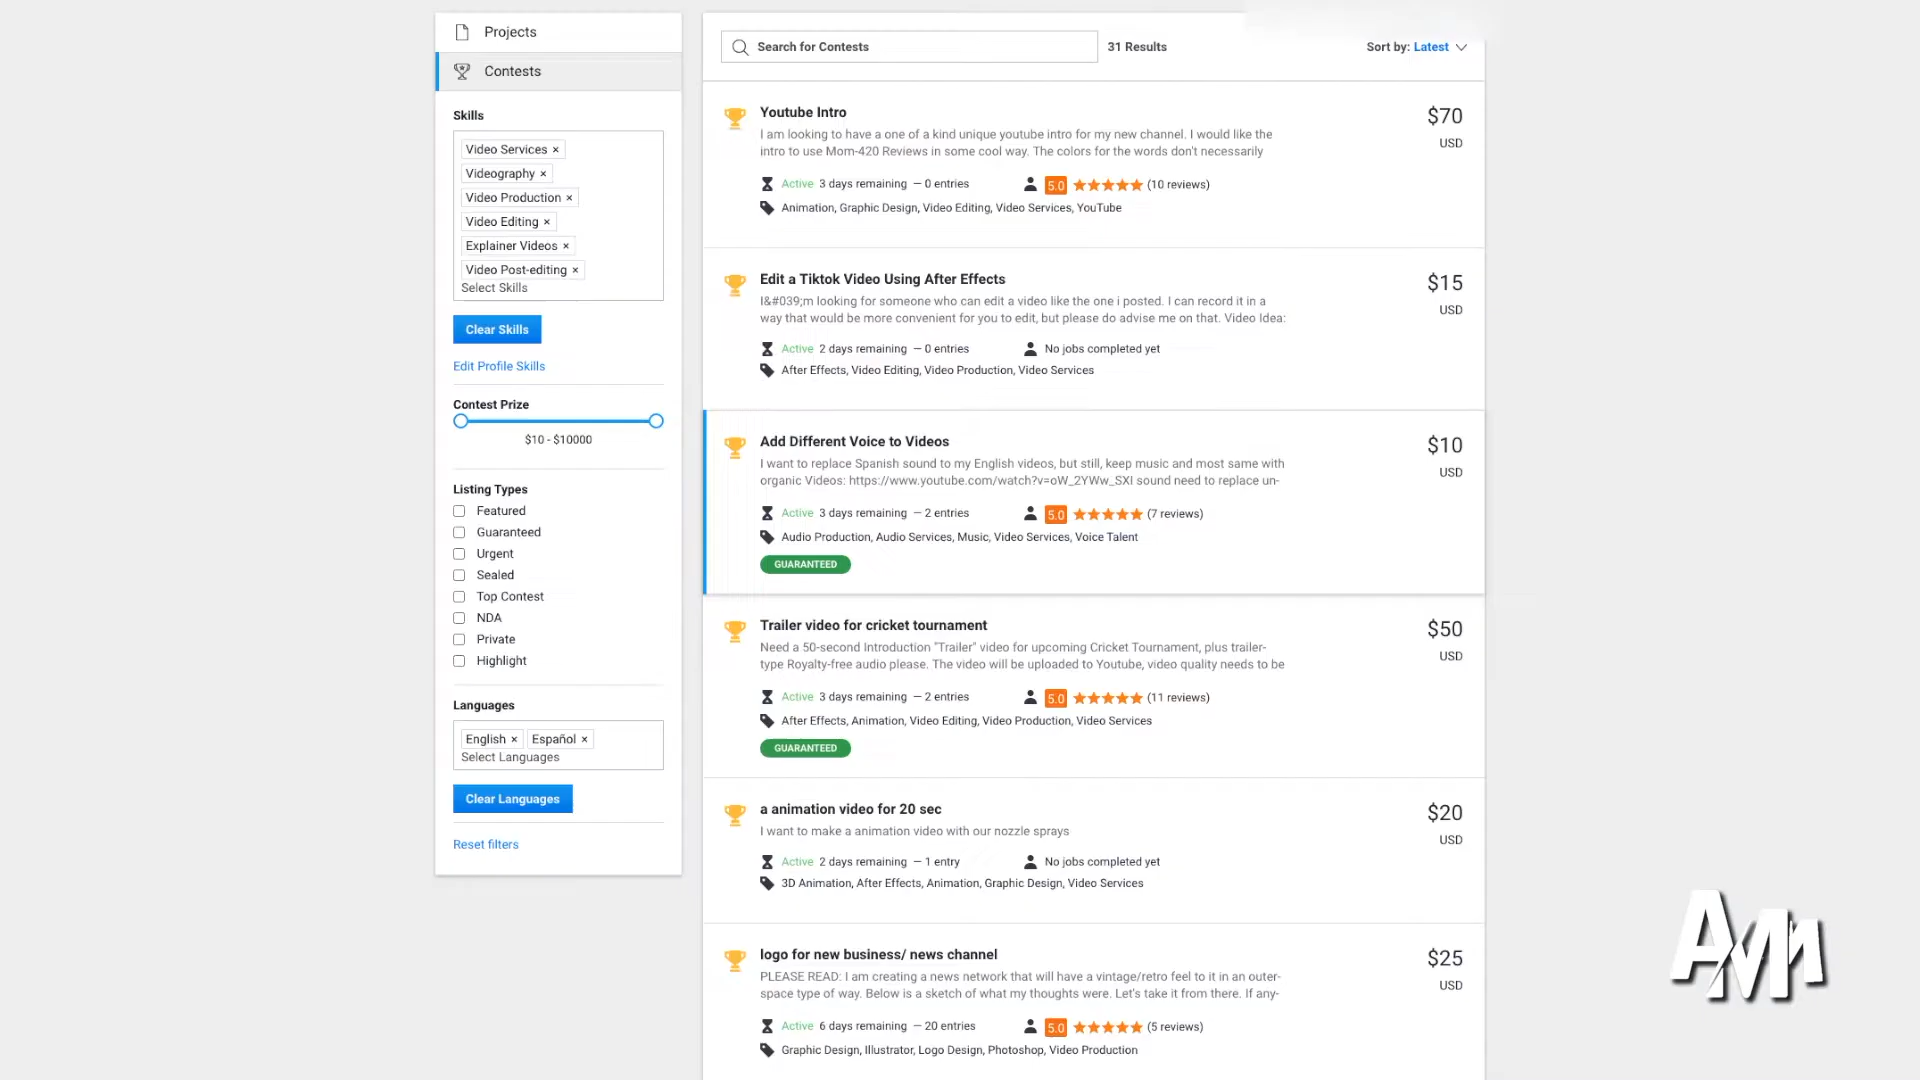 Projects
Contests
Skills
Video Services ×
Videography ×
Video Production ×
Video Editing ×
Explainer Videos ×
Video Post-editing ×
Select Skills
Clear Skills
Edit Profile Skills
Contest Prize
$10 - $10000
Listing Types
Featured
Guaranteed
Urgent
Sealed
Top Contest
NDA
Private
Highlight
Languages
English × Español ×
Select Languages
Clear Languages
Reset filters
Search for Contests 31 Results Sort by: Latest
Youtube Intro $70
I am looking to have a one of a kind unique youtube intro for my new channel. I would like the USD
intro to use Mom-420 Reviews in some cool way. The colors for the words don't necessarily
Active 3 days remaining — 0 entries 5.0 (10 reviews)
Animation, Graphic Design, Video Editing, Video Services, YouTube
Edit a Tiktok Video Using After Effects $15
I&#039;m looking for someone who can edit a video like the one i posted. I can record it in a USD
way that would be more convenient for you to edit, but please do advise me on that. Video Idea:
Active 2 days remaining — 0 entries No jobs completed yet
After Effects, Video Editing, Video Production, Video Services
Add Different Voice to Videos $10
I want to replace Spanish sound to my English videos, but still, keep music and most same with USD
organic Videos: https://www.youtube.com/watch?v=oW_2YWw_SXI sound need to replace un-
Active 3 days remaining — 2 entries 5.0 (7 reviews)
Audio Production, Audio Services, Music, Video Services, Voice Talent
GUARANTEED
Trailer video for cricket tournament $50
Need a 50-second Introduction "Trailer" video for upcoming Cricket Tournament, plus trailer- USD
type Royalty-free audio please. The video will be uploaded to Youtube, video quality needs to be
Active 3 days remaining — 2 entries 5.0 (11 reviews)
After Effects, Animation, Video Editing, Video Production, Video Services
GUARANTEED
a animation video for 20 sec $20
I want to make a animation video with our nozzle sprays USD
Active 2 days remaining — 1 entry No jobs completed yet
3D Animation, After Effects, Animation, Graphic Design, Video Services
logo for new business/ news channel $25
PLEASE READ: I am creating a news network that will have a vintage/retro feel to it in an outer- USD
space type of way. Below is a sketch of what my thoughts were. Let's take it from there. If any-
Active 6 days remaining — 20 entries 5.0 (5 reviews)
Graphic Design, Illustrator, Logo Design, Photoshop, Video Production